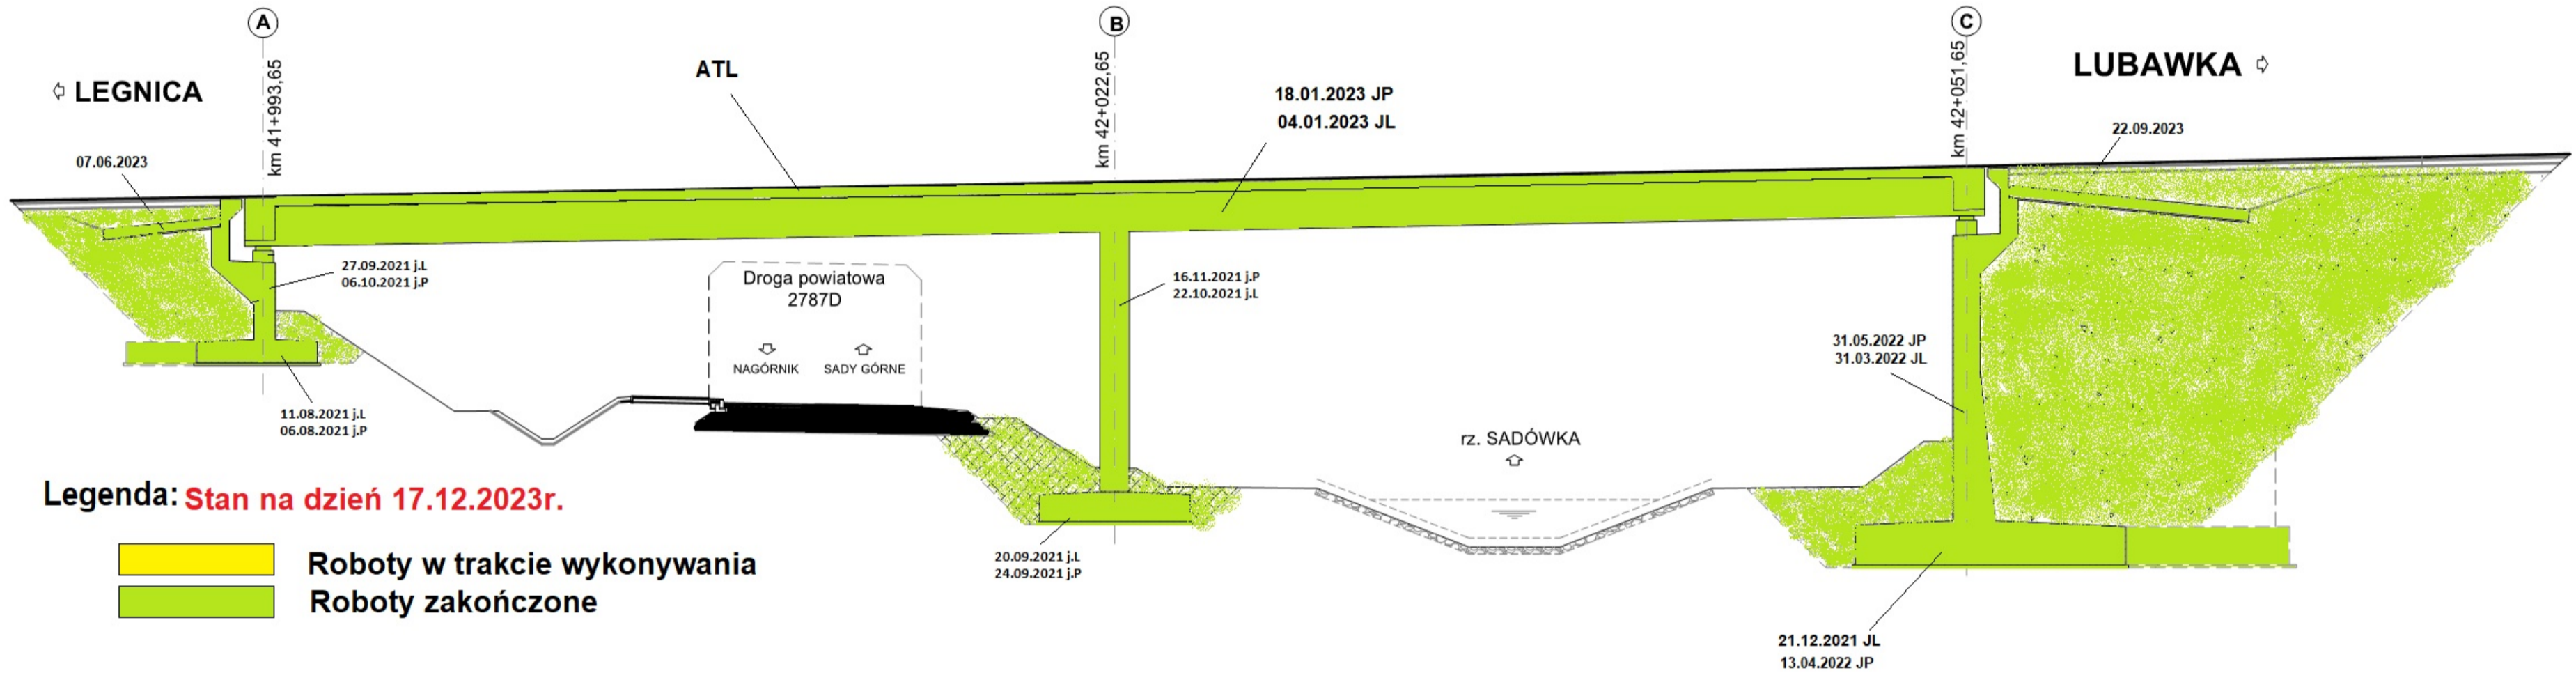 A
B
C
LEGNICA
km 41+993,65
ATL
km 42+022,65
18.01.2023 JP
04.01.2023 JL
km 42+051,65
LUBAWKA
07.06.2023
22.09.2023
27.09.2021 j.L
06.10.2021 j.P
Droga powiatowa
2787D
NAGÓRNIK
SADY GÓRNE
16.11.2021 j.P
22.10.2021 j.L
31.05.2022 JP
31.03.2022 JL
11.08.2021 j.L
06.08.2021 j.P
rz. SADÓWKA
Legenda: Stan na dzień 17.12.2023r.
Roboty w trakcie wykonywania
Roboty zakończone
20.09.2021 j.L
24.09.2021 j.P
21.12.2021 JL
13.04.2022 JP